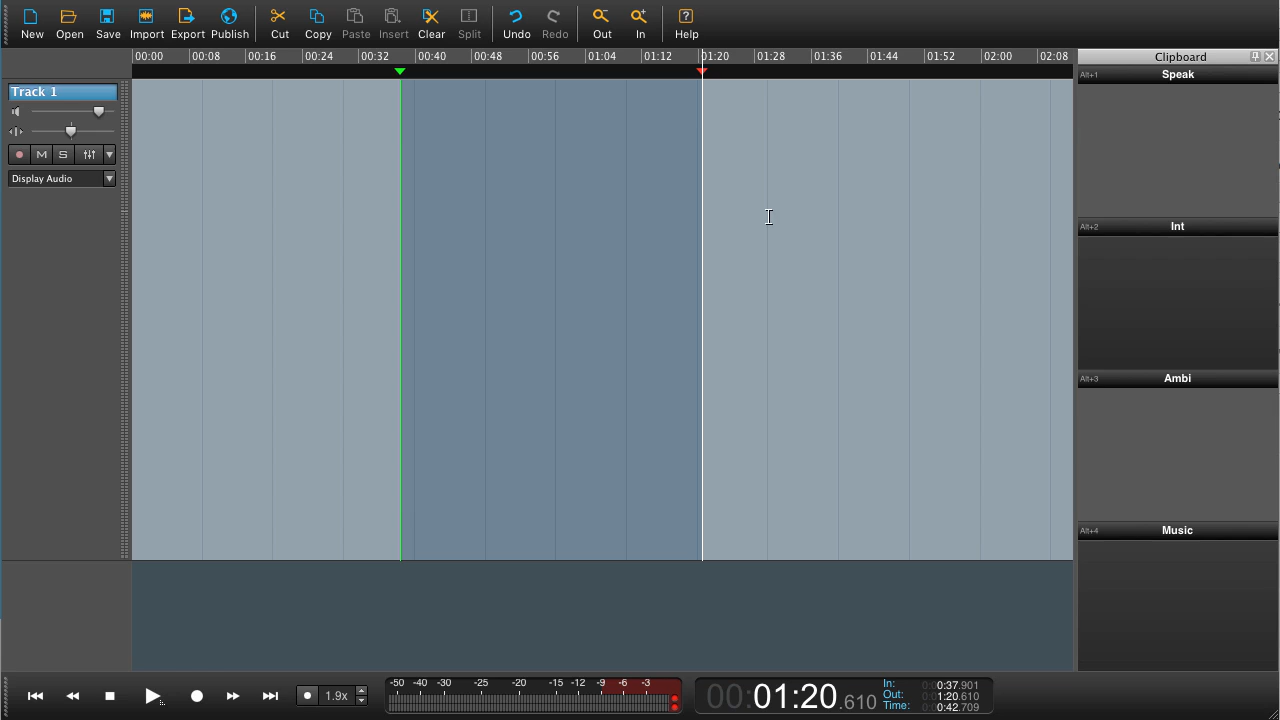 New Open Save Import Export Publish Cut Copy Paste Insert Clear Split Undo Redo Out In Help
00:00 00:08 00:16 00:24 00:32 00:40 00:48 00:56 01:04 01:12 01:20 01:28 01:36 01:44 01:52 02:00 02:08
Clipboard
Alt+1 Speak
Track 1
M S
Display Audio
Alt+2 Int
Alt+3 Ambi
Alt+4 Music
1.9x
-50 -40 -30 -25 -20 -15 -12 -9 -6 -3
00:01:20.610
In: 0:0:37.901
Out: 0:01:20.610
Time: 0:0:42.709